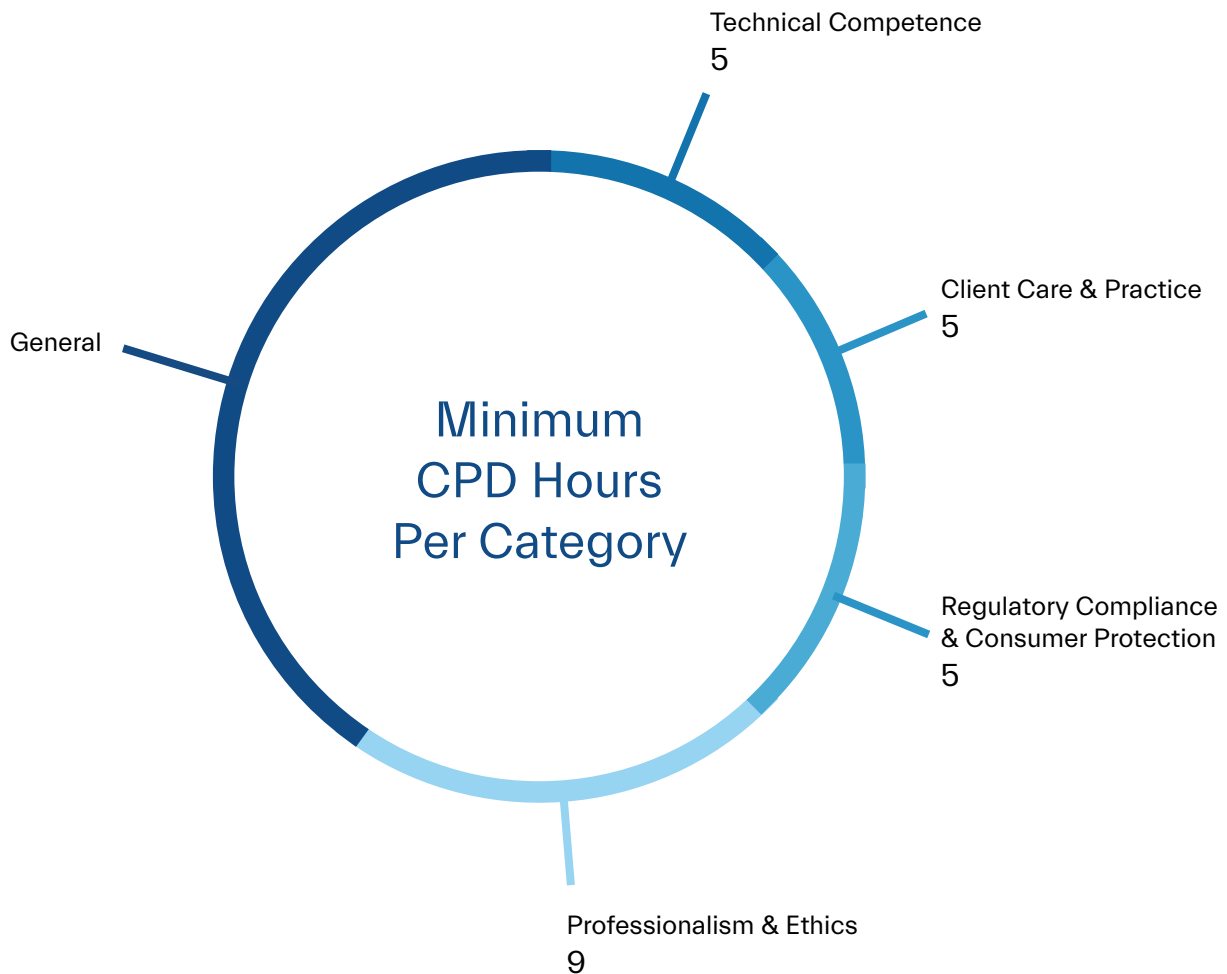 Technical Competence
5
Client Care & Practice
5
General
Minimum
CPD Hours
Per Category
Regulatory Compliance
& Consumer Protection
5
Professionalism & Ethics
9